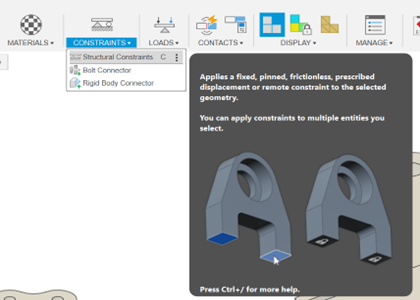 MATERIALS CONSTRAINTS LOADS CONTACTS DISPLAY MANAGE
Structural Constraints C
Bolt Connector
Rigid Body Connector
Applies a fixed, pinned, frictionless, prescribed
displacement or remote constraint to the selected
geometry.
You can apply constraints to multiple entities you
select.
Press Ctrl+/ for more help.